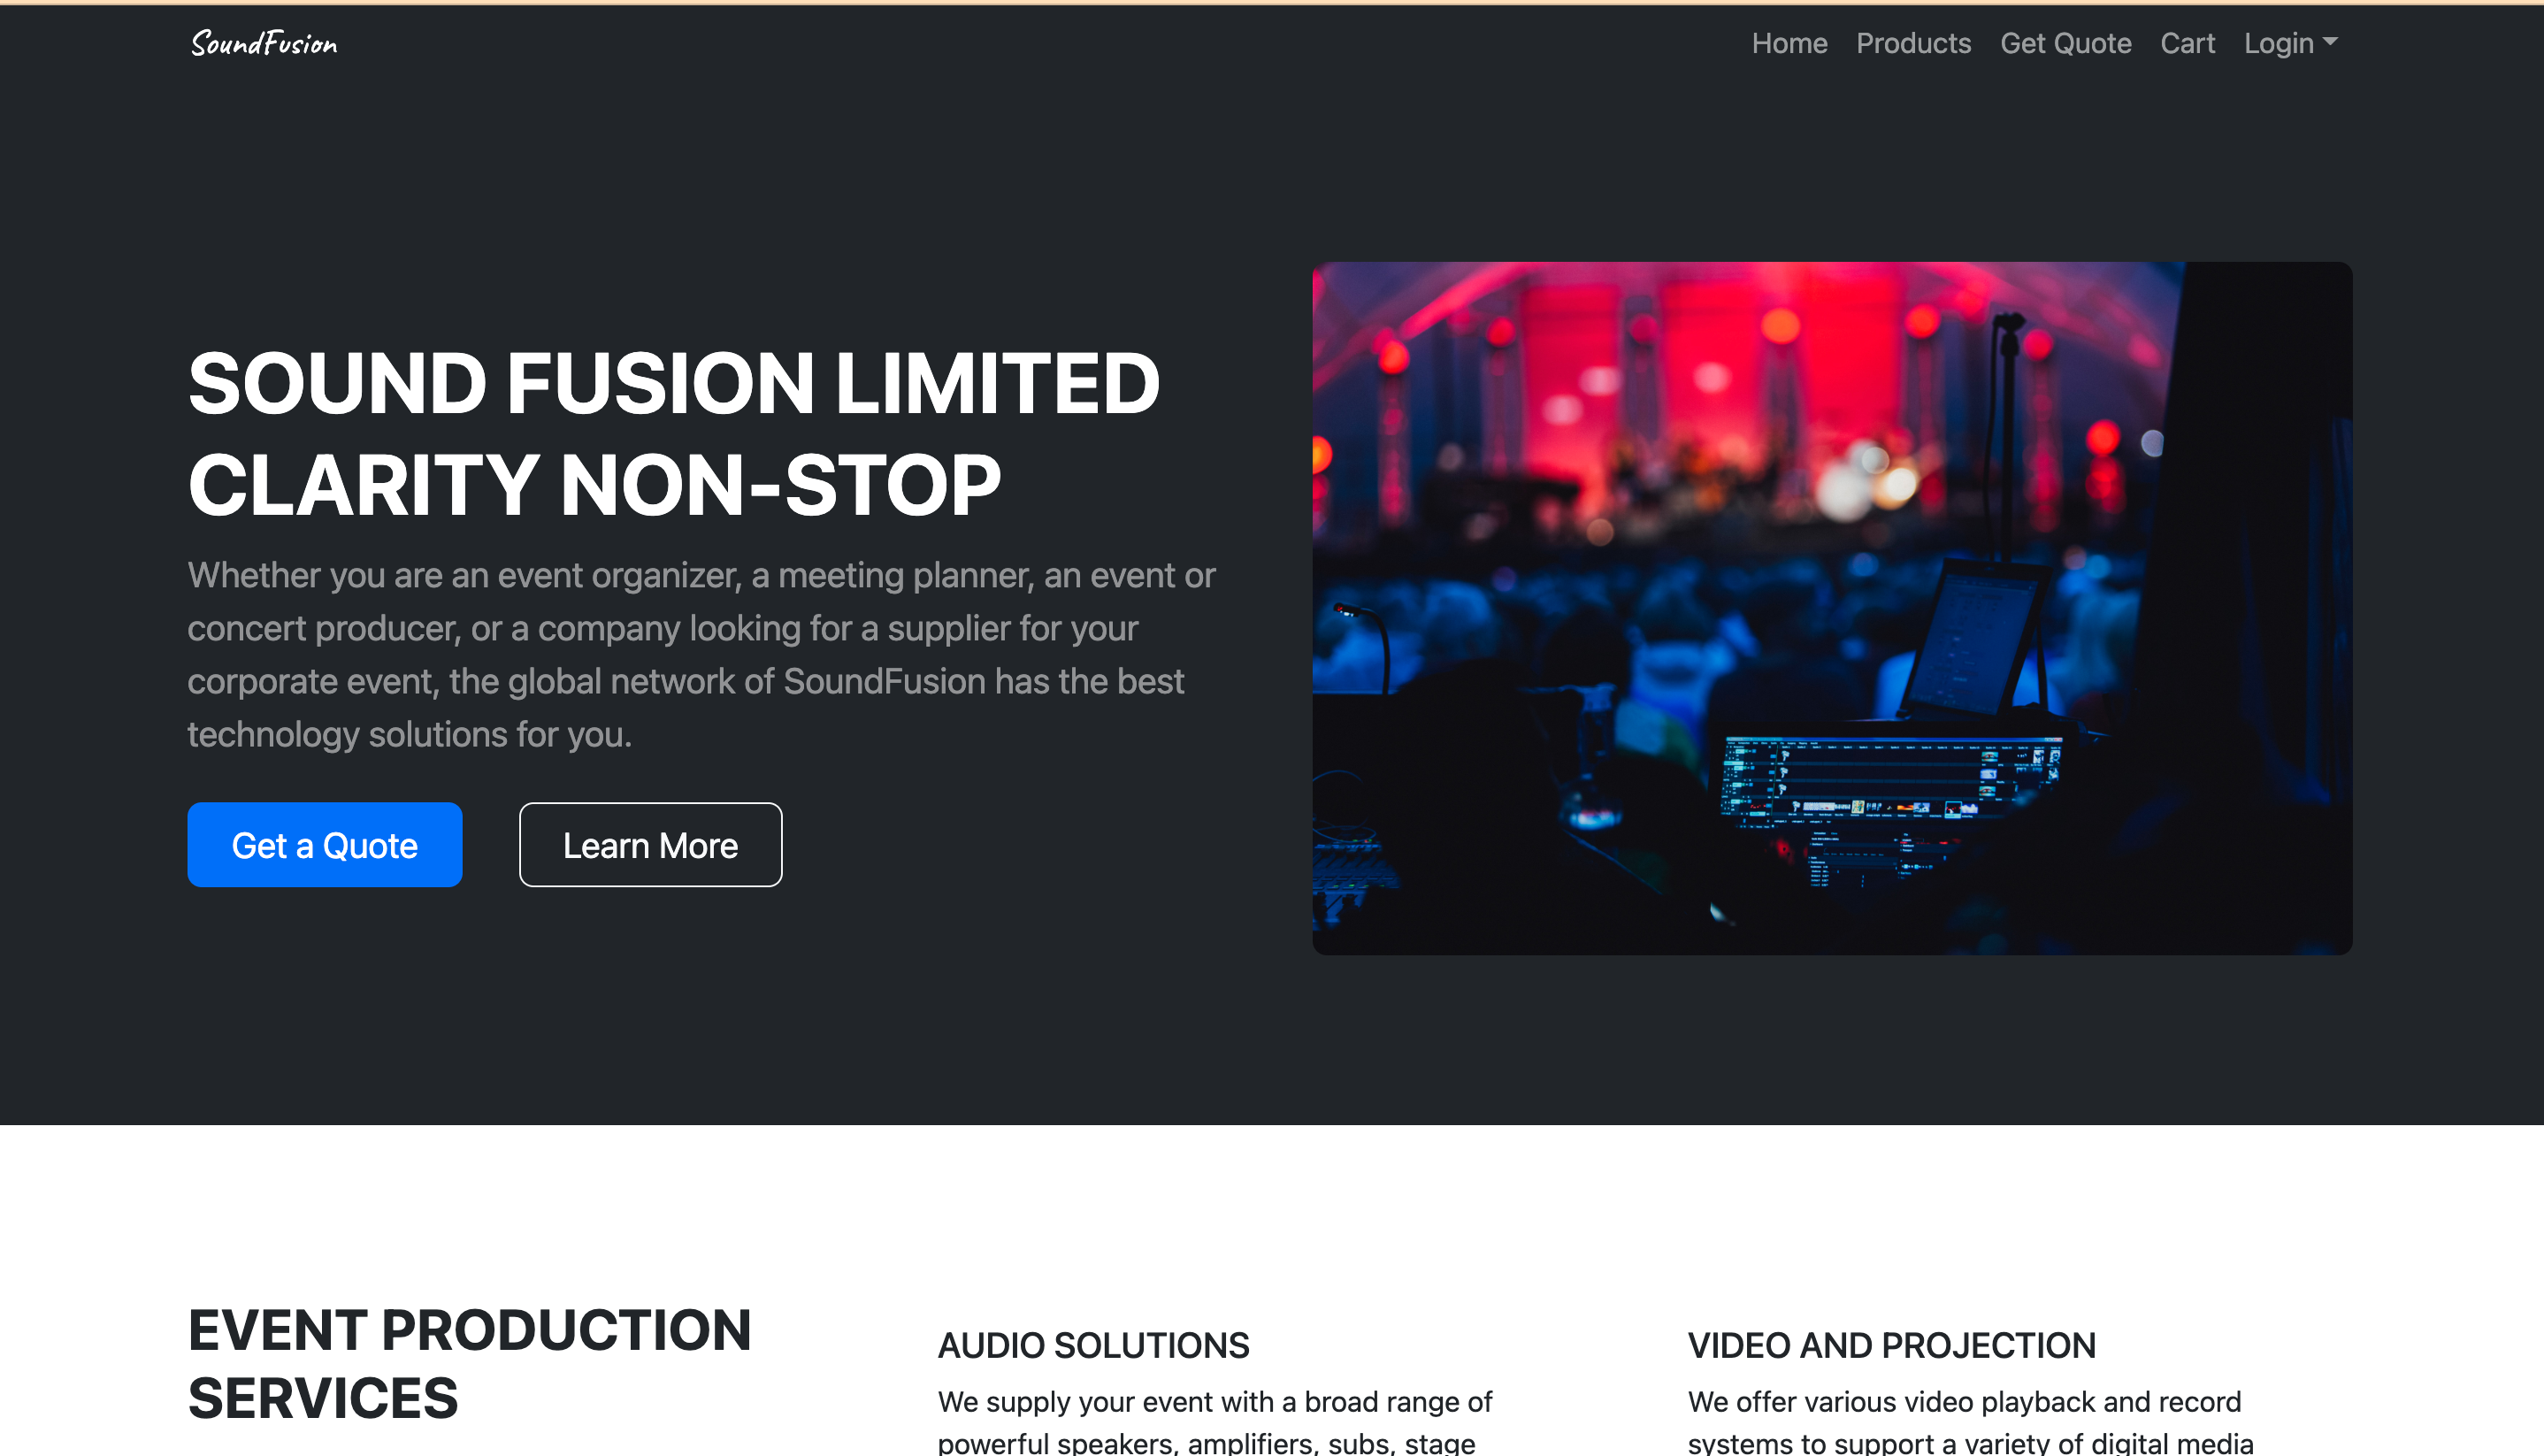 SoundFusion
Home Products Get Quote Cart Login
SOUND FUSION LIMITED
CLARITY NON-STOP
Whether you are an event organizer, a meeting planner, an event or
concert producer, or a company looking for a supplier for your
corporate event, the global network of SoundFusion has the best
technology solutions for you.
Get a Quote
Learn More
EVENT PRODUCTION
SERVICES
AUDIO SOLUTIONS
We supply your event with a broad range of
powerful speakers, amplifiers, subs, stage
VIDEO AND PROJECTION
We offer various video playback and record
systems to support a variety of digital media